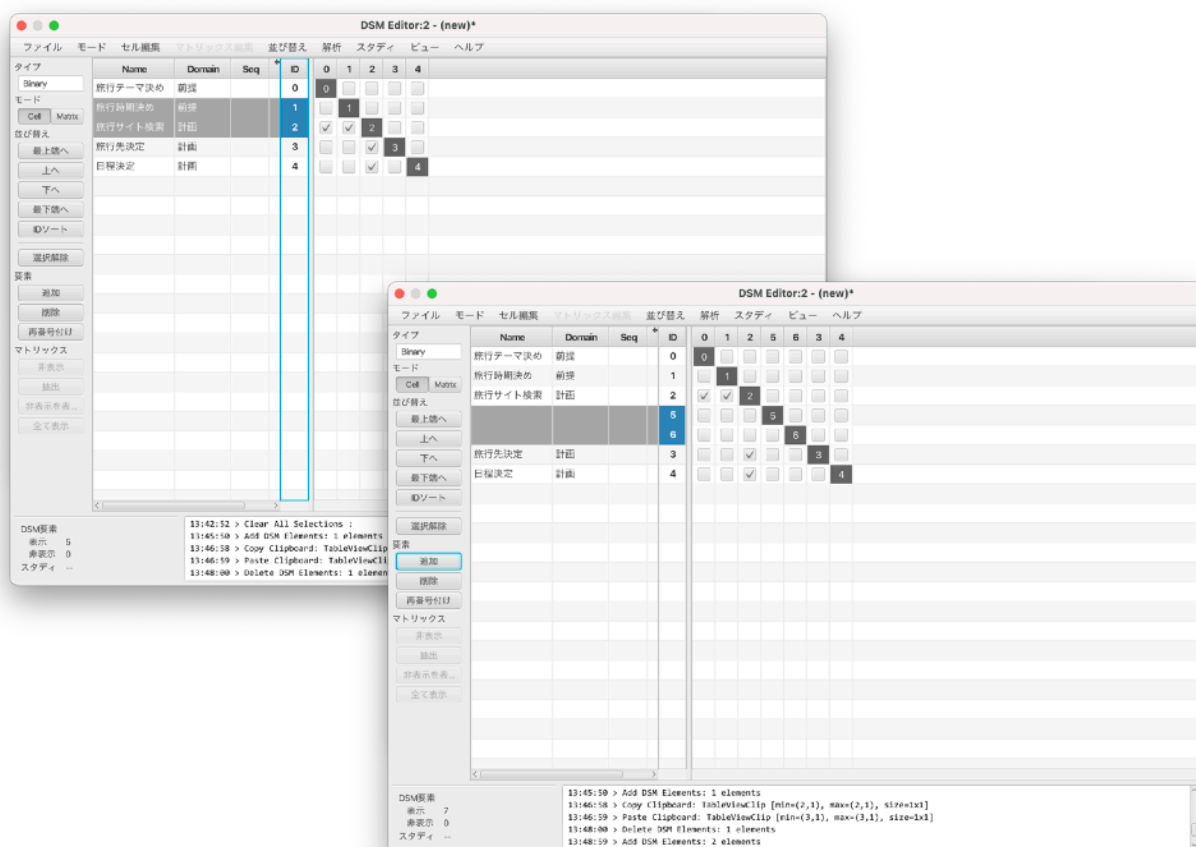 DSM Editor:2 - (new)*
ファイル モード セル編集 マトリックス編集 並び替え 解析 スタディ ビュー ヘルプ
タイプ
Binary
モード
Cell Matrix
並び替え
最上端へ
上へ
下へ
最下端へ
IDソート
選択解除
要素
追加
削除
再番号付け
マトリックス
非表示
抽出
非表示を表...
全て表示
Name Domain Seq ID 0 1 2 3 4
旅行テーマ決め 前提 0 0
旅行時期決め 前提 1 1
旅行サイト検索 計画 2 2
旅行先決定 計画 3 3
日程決定 計画 4 4
DSM要素
表示 5
非表示 0
スタディ --
13:42:52 > Clear All Selections :
13:45:50 > Add DSM Elements: 1 elements
13:46:58 > Copy Clipboard: TableViewClip
13:46:59 > Paste Clipboard: TableViewCli
13:48:00 > Delete DSM Elements: 1 elemen
DSM Editor:2 - (new)*
ファイル モード セル編集 マトリックス編集 並び替え 解析 スタディ ビュー ヘルプ
タイプ
Binary
モード
Cell Matrix
並び替え
最上端へ
上へ
下へ
最下端へ
IDソート
選択解除
要素
追加
削除
再番号付け
マトリックス
非表示
抽出
非表示を表...
全て表示
Name Domain Seq ID 0 1 2 5 6 3 4
旅行テーマ決め 前提 0 0
旅行時期決め 前提 1 1
旅行サイト検索 計画 2 2
5 5
6 6
旅行先決定 計画 3 3
日程決定 計画 4 4
DSM要素
表示 7
非表示 0
スタディ --
13:45:50 > Add DSM Elements: 1 elements
13:46:58 > Copy Clipboard: TableViewClip [min=(2,1), max=(2,1), size=1x1]
13:46:59 > Paste Clipboard: TableViewClip [min=(3,1), max=(3,1), size=1x1]
13:48:00 > Delete DSM Elements: 1 elements
13:48:59 > Add DSM Elements: 2 elements